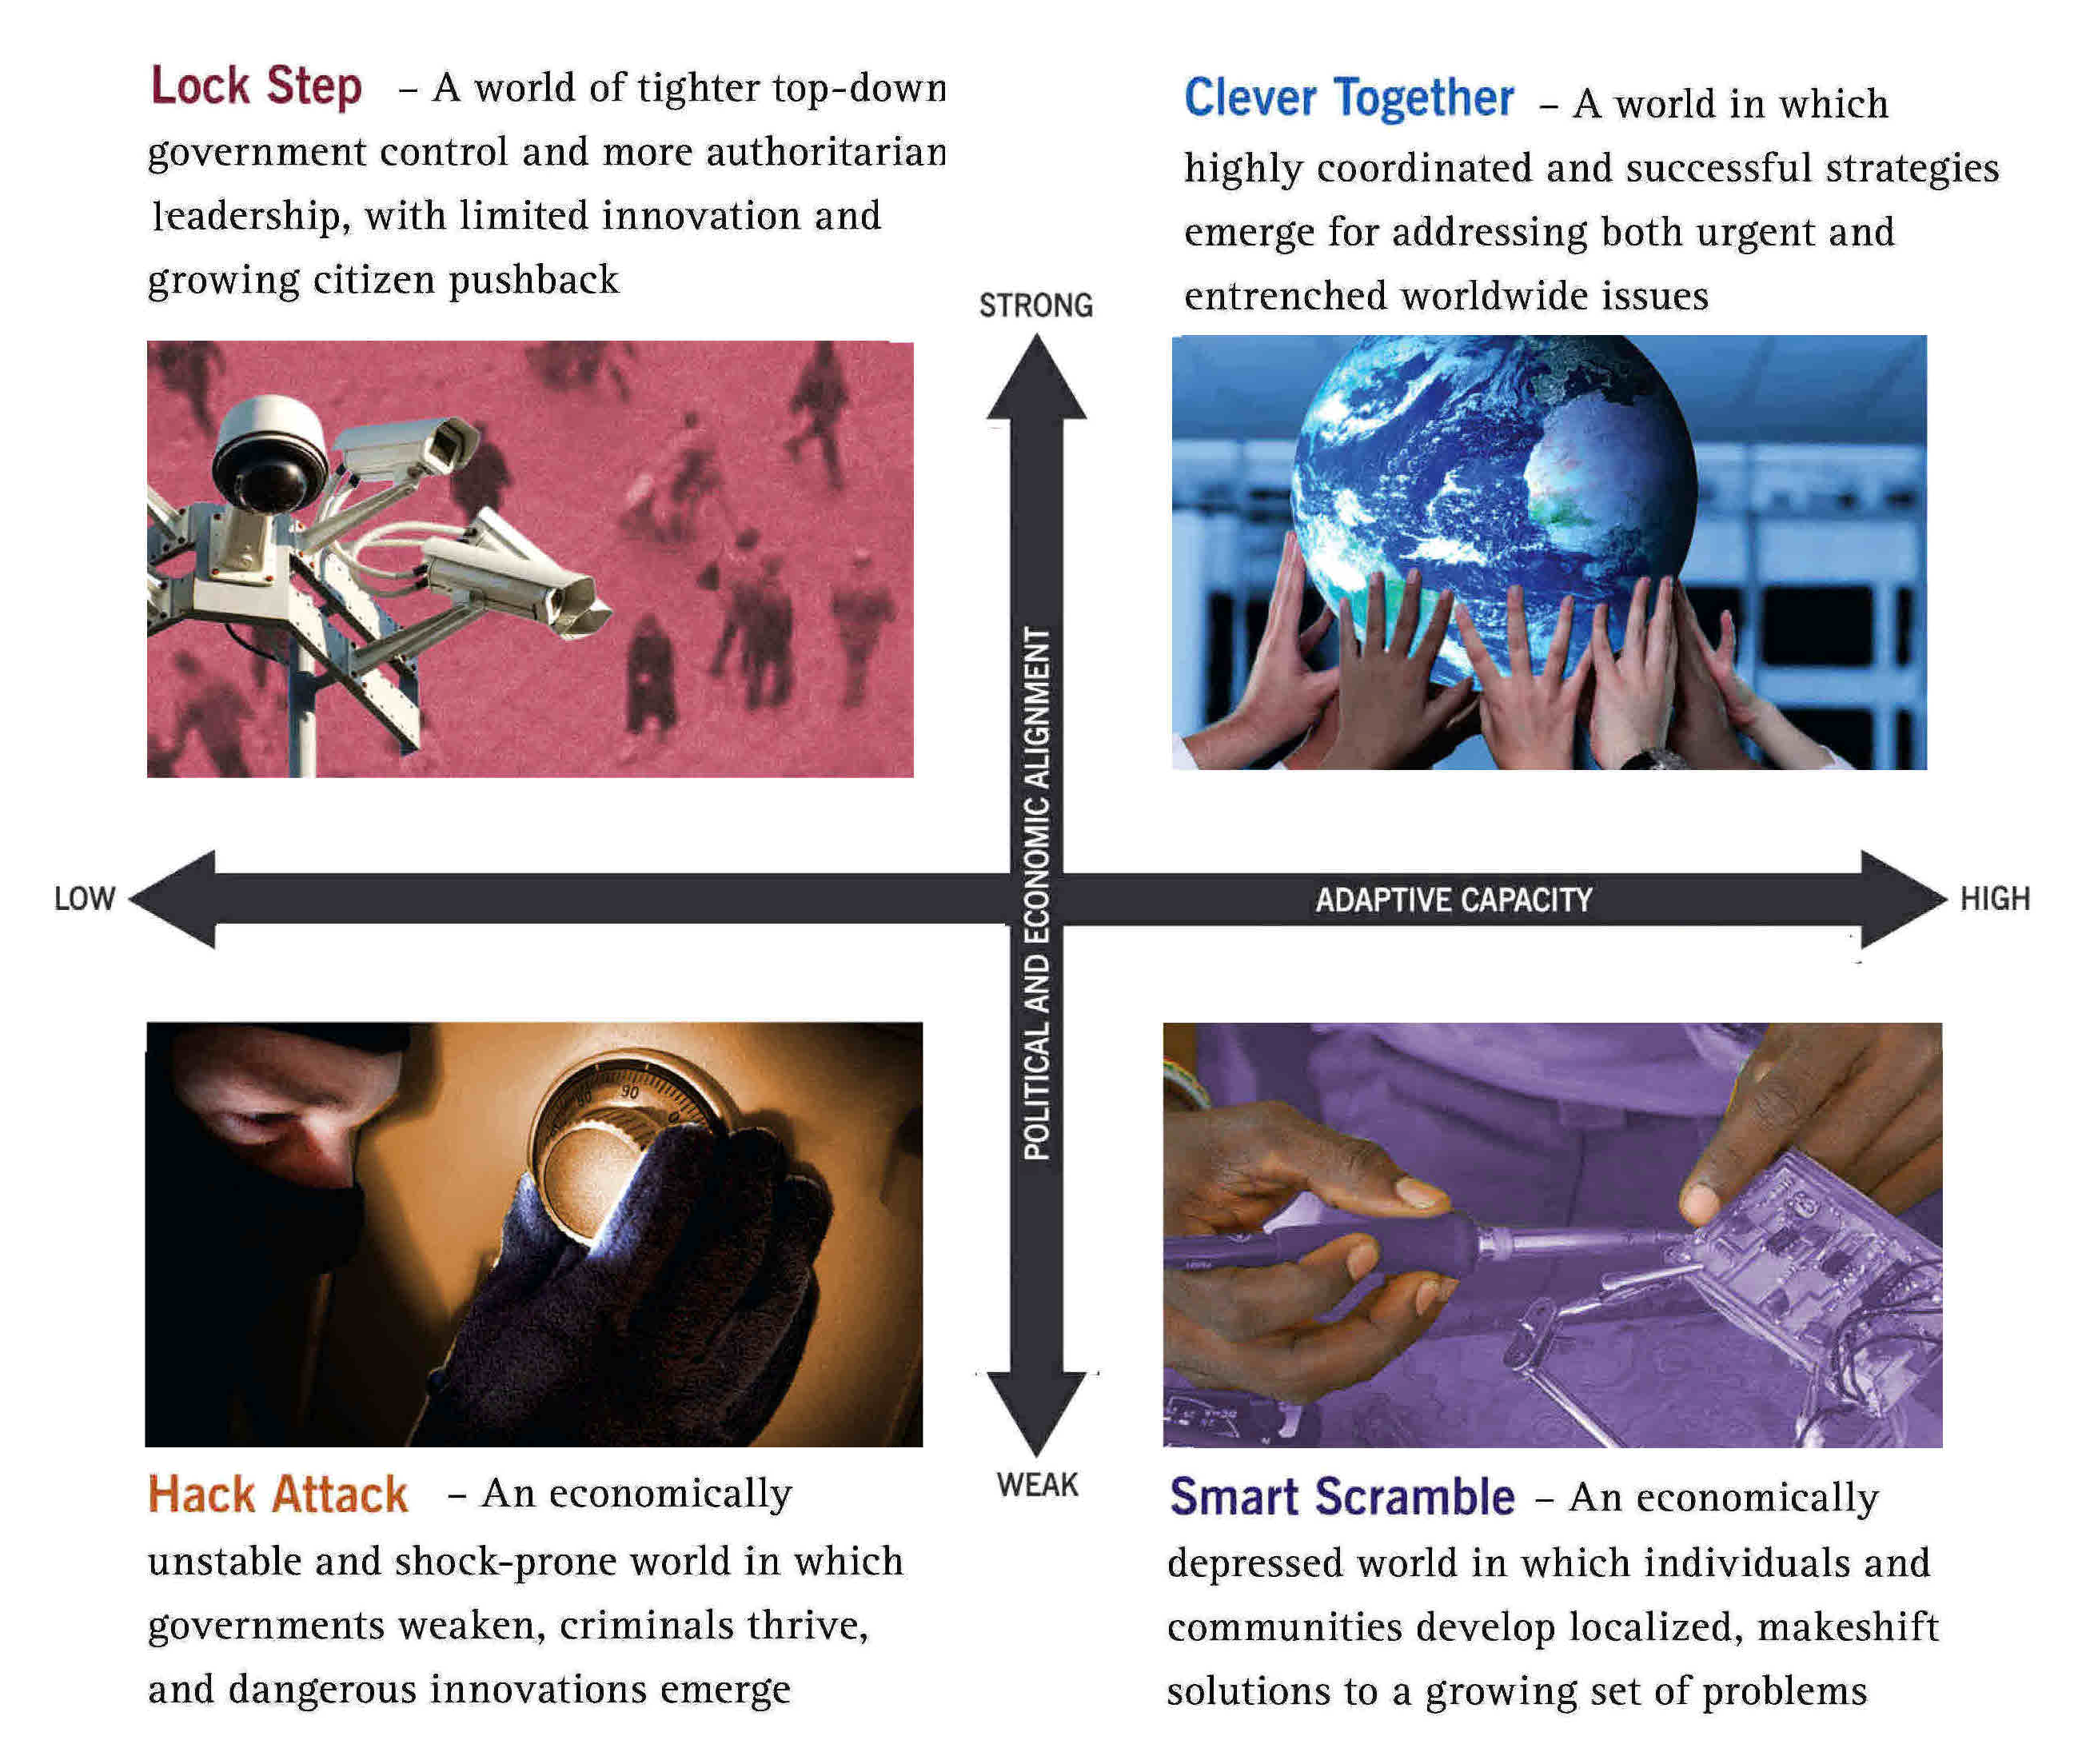 Lock Step – A world of tighter top-down
government control and more authoritarian
leadership, with limited innovation and
growing citizen pushback
Clever Together – A world in which
highly coordinated and successful strategies
emerge for addressing both urgent and
entrenched worldwide issues
STRONG
POLITICAL AND ECONOMIC ALIGNMENT
LOW
ADAPTIVE CAPACITY
HIGH
90
WEAK
Hack Attack – An economically
unstable and shock-prone world in which
governments weaken, criminals thrive,
and dangerous innovations emerge
Smart Scramble – An economically
depressed world in which individuals and
communities develop localized, makeshift
solutions to a growing set of problems